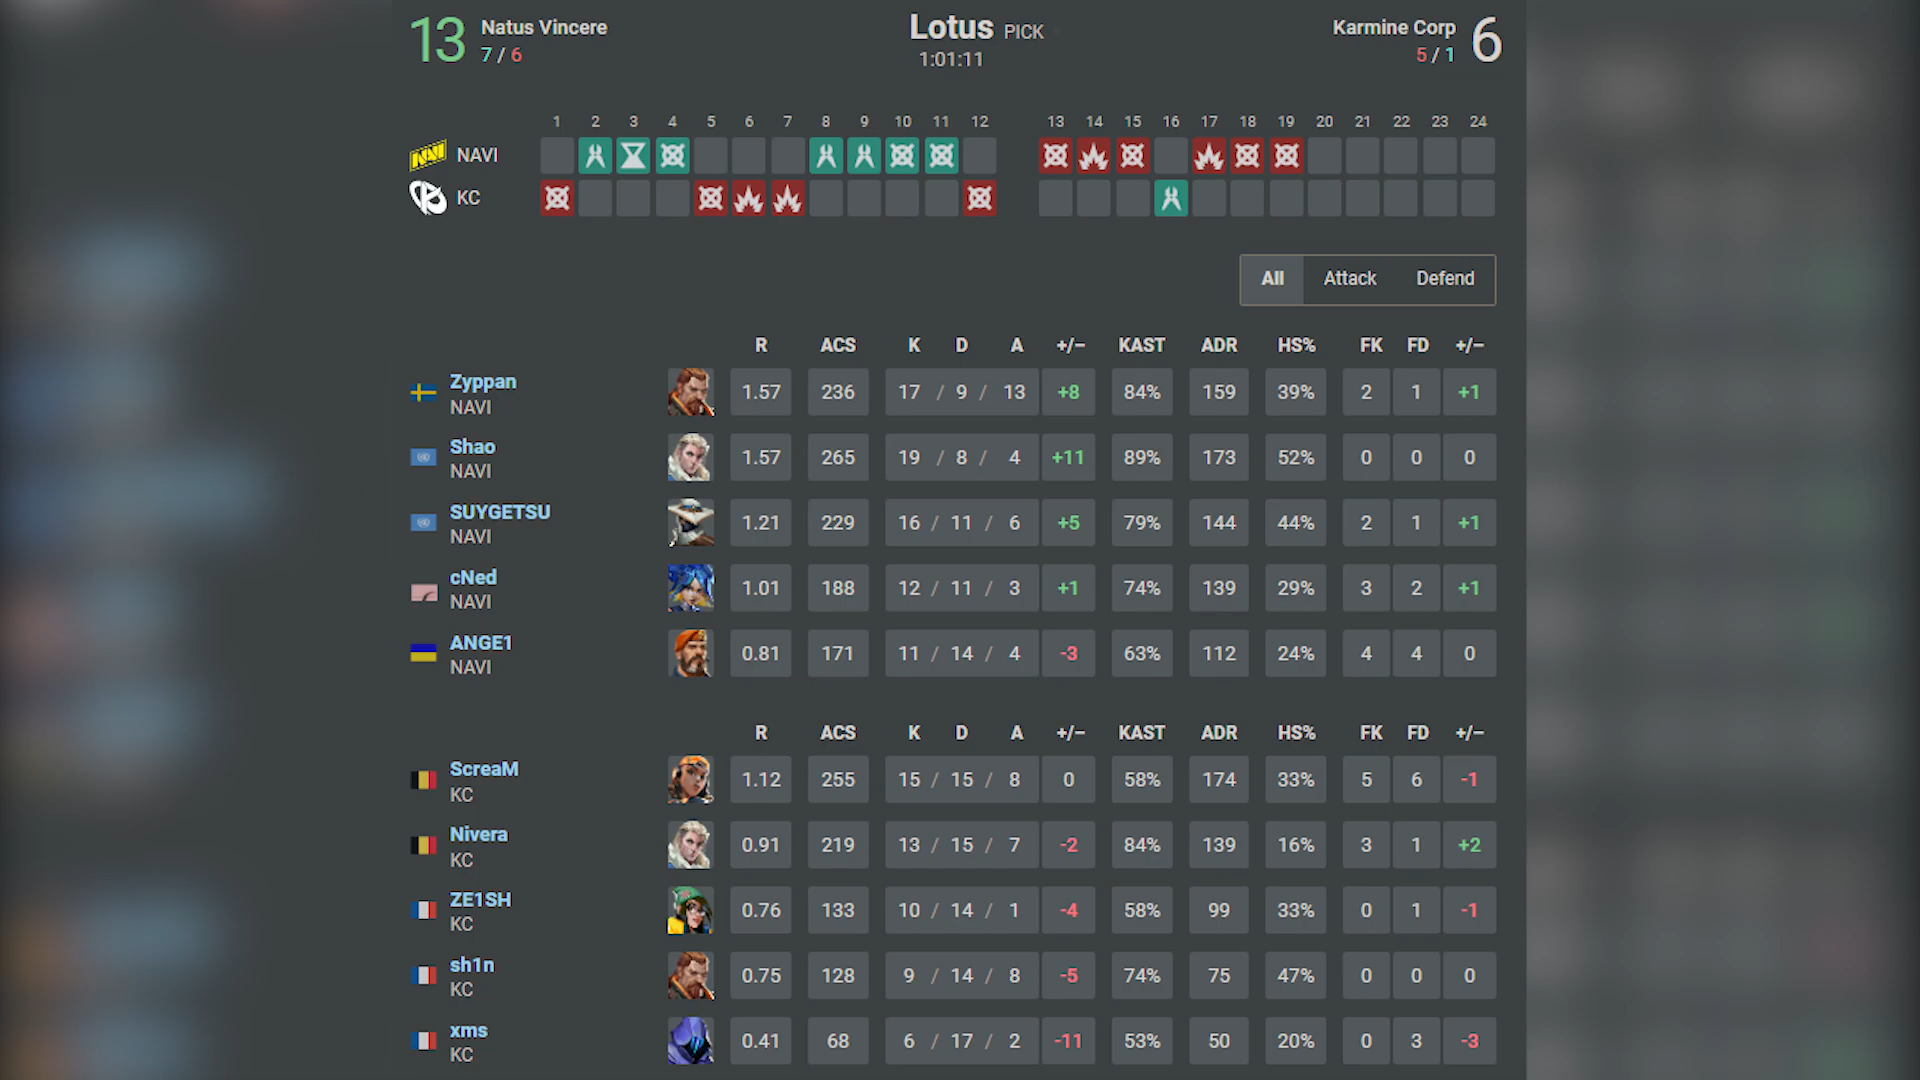 13 Natus Vincere Lotus PICK Karmine Corp 6
7 / 6 1:01:11 5 / 1
1 2 3 4 5 6 7 8 9 10 11 12 13 14 15 16 17 18 19 20 21 22 23 24
NAVI
KC
All Attack Defend
R ACS K D A +/− KAST ADR HS% FK FD +/−
Zyppan
NAVI
1.57 236 17 / 9 / 13 +8 84% 159 39% 2 1 +1
Shao
NAVI
1.57 265 19 / 8 / 4 +11 89% 173 52% 0 0 0
SUYGETSU
NAVI
1.21 229 16 / 11 / 6 +5 79% 144 44% 2 1 +1
cNed
NAVI
1.01 188 12 / 11 / 3 +1 74% 139 29% 3 2 +1
ANGE1
NAVI
0.81 171 11 / 14 / 4 -3 63% 112 24% 4 4 0
R ACS K D A +/− KAST ADR HS% FK FD +/−
ScreaM
KC
1.12 255 15 / 15 / 8 0 58% 174 33% 5 6 -1
Nivera
KC
0.91 219 13 / 15 / 7 -2 84% 139 16% 3 1 +2
ZE1SH
KC
0.76 133 10 / 14 / 1 -4 58% 99 33% 0 1 -1
sh1n
KC
0.75 128 9 / 14 / 8 -5 74% 75 47% 0 0 0
xms
KC
0.41 68 6 / 17 / 2 -11 53% 50 20% 0 3 -3